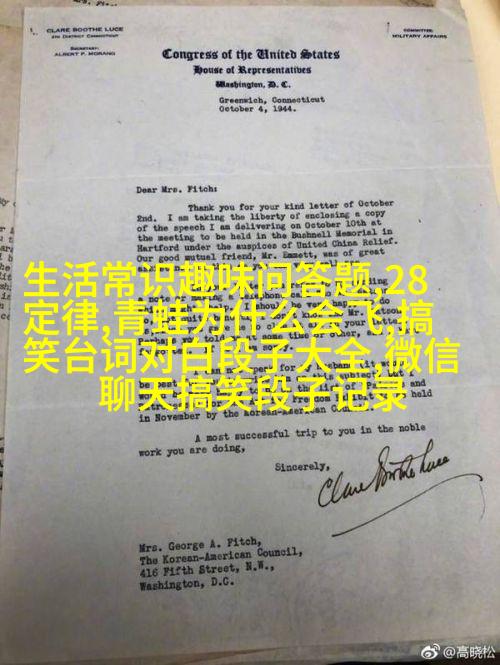 CLARE BOOTHE LUCE
4TH DISTRICT CONNECTICUT
SECRETARY:
ALBERT P. MORANO
COMMITTEE:
MILITARY AFFAIRS
Congress of the United States
House of Representatives
Washington, D. C.
Greenwich, Connecticut
October 4, 1944.
Dear Mrs. Fitch:
Thank you for your kind letter of October
2nd. I am taking the liberty of enclosing a copy
of the speech I am delivering on October 10th at
the meeting to be held in the Bushnell Memorial in
Hartford under the auspices of United China Relief.
Our good mutual friend, Mr. Emmett, was of great
生活常识趣味问答题,28
定律,青蛙为什么会飞,搞
笑台词对白段子大全,微信
聊天搞笑段子记录
held
in November by the Korean-American Council
A most successful trip to you in the noble
work you are doing,
Sincerely,
Clare Boothe Luce
Mrs. George A. Fitch,
The Korean-American Council,
416 Fifth Street, N.W.,
Washington, D.C.
@高晓松